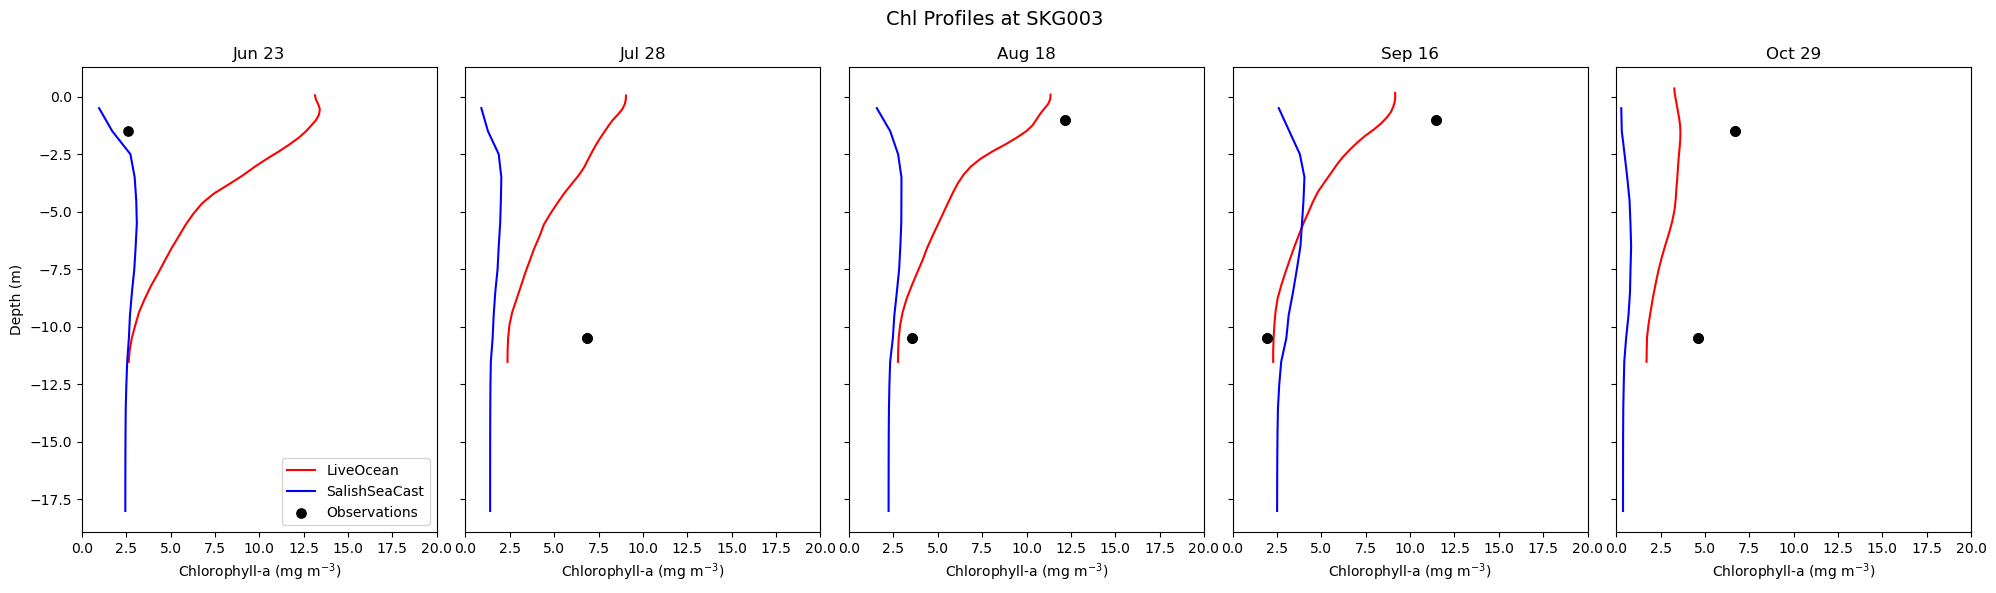 Chl Profiles at SKG003
Jun 23
Jul 28
Aug 18
Sep 16
Oct 29
0.0
−2.5
−5.0
−7.5
−10.0
−12.5
−15.0
−17.5
Depth (m)
LiveOcean
SalishSeaCast
Observations
0.0 2.5 5.0 7.5 10.0 12.5 15.0 17.5 20.0
0.0 2.5 5.0 7.5 10.0 12.5 15.0 17.5 20.0
0.0 2.5 5.0 7.5 10.0 12.5 15.0 17.5 20.0
0.0 2.5 5.0 7.5 10.0 12.5 15.0 17.5 20.0
0.0 2.5 5.0 7.5 10.0 12.5 15.0 17.5 20.0
Chlorophyll-a (mg m⁻³)
Chlorophyll-a (mg m⁻³)
Chlorophyll-a (mg m⁻³)
Chlorophyll-a (mg m⁻³)
Chlorophyll-a (mg m⁻³)